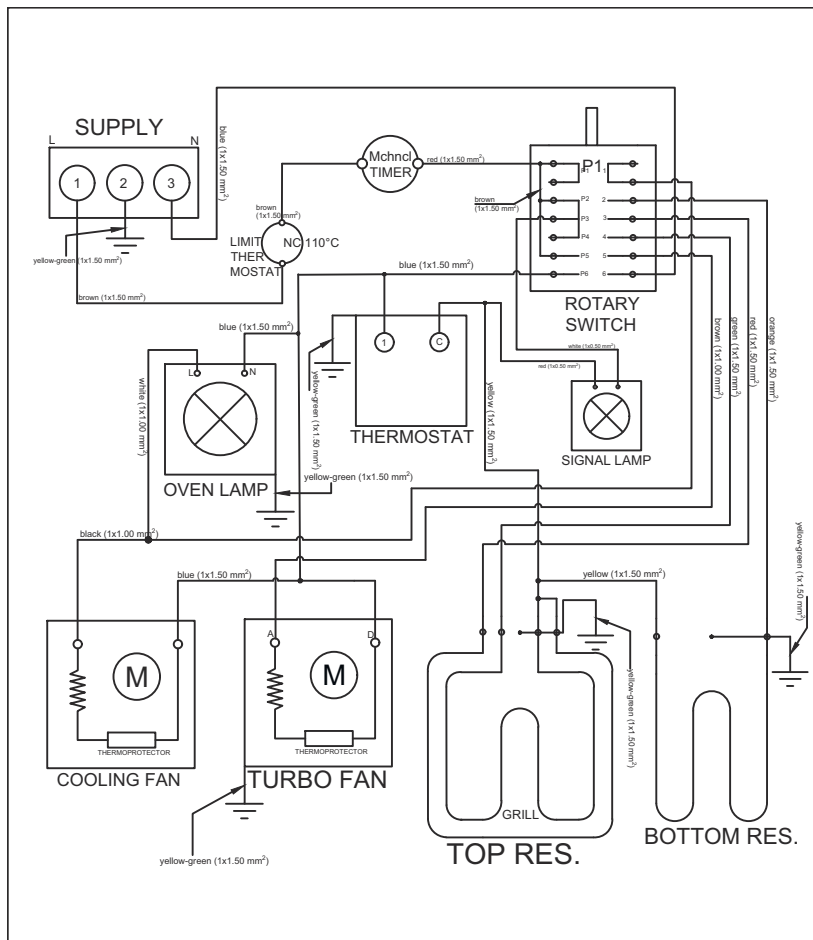 SUPPLY
L
N
1
2
3
blue (1x1.50 mm²)
yellow-green (1x1.50 mm²)
brown (1x1.50 mm²)
brown
(1x1.50 mm²)
LIMIT
THER
MOSTAT
NC 110°C
Mchncl
TIMER
red (1x1.50 mm²)
brown
(1x1.50 mm²)
P1
P1
1
P2
2
P3
3
P4
4
P5
5
P6
6
ROTARY
SWITCH
blue (1x1.50 mm²)
blue (1x1.50 mm²)
1
C
THERMOSTAT
yellow-green (1x1.50 mm²)
white (1x0.50 mm²)
red (1x0.50 mm²)
SIGNAL LAMP
yellow (1x1.50 mm²)
brown (1x1.00 mm²)
green (1x1.50 mm²)
red (1x1.50 mm²)
orange (1x1.50 mm²)
white (1x1.00 mm²)
L
N
OVEN LAMP
yellow-green (1x1.50 mm²)
black (1x1.00 mm²)
blue (1x1.50 mm²)
yellow (1x1.50 mm²)
yellow-green
(1x1.50 mm²)
M
THERMOPROTECTOR
COOLING FAN
A
D
M
THERMOPROTECTOR
TURBO FAN
yellow-green (1x1.50 mm²)
yellow-green
(1x1.50 mm²)
GRILL
TOP RES.
BOTTOM RES.